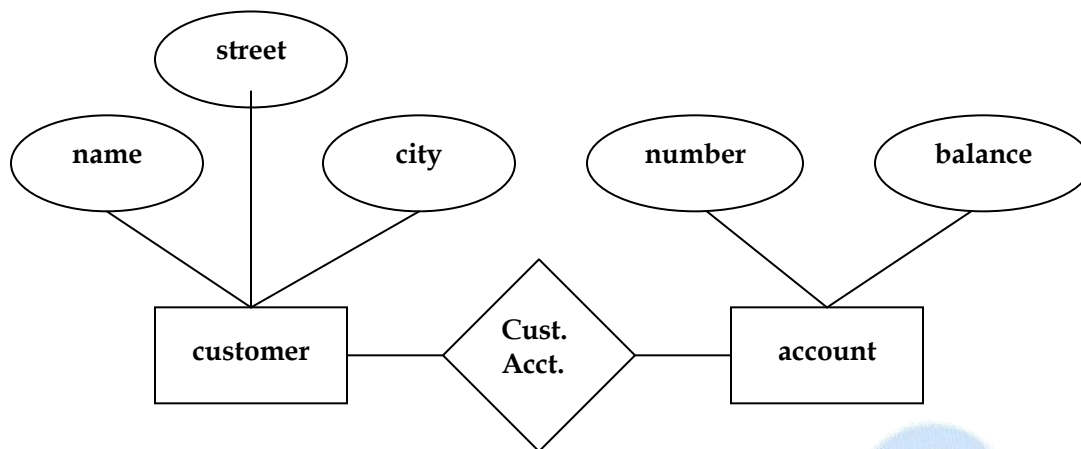 street
name
city
number
balance
customer
Cust.
Acct.
account